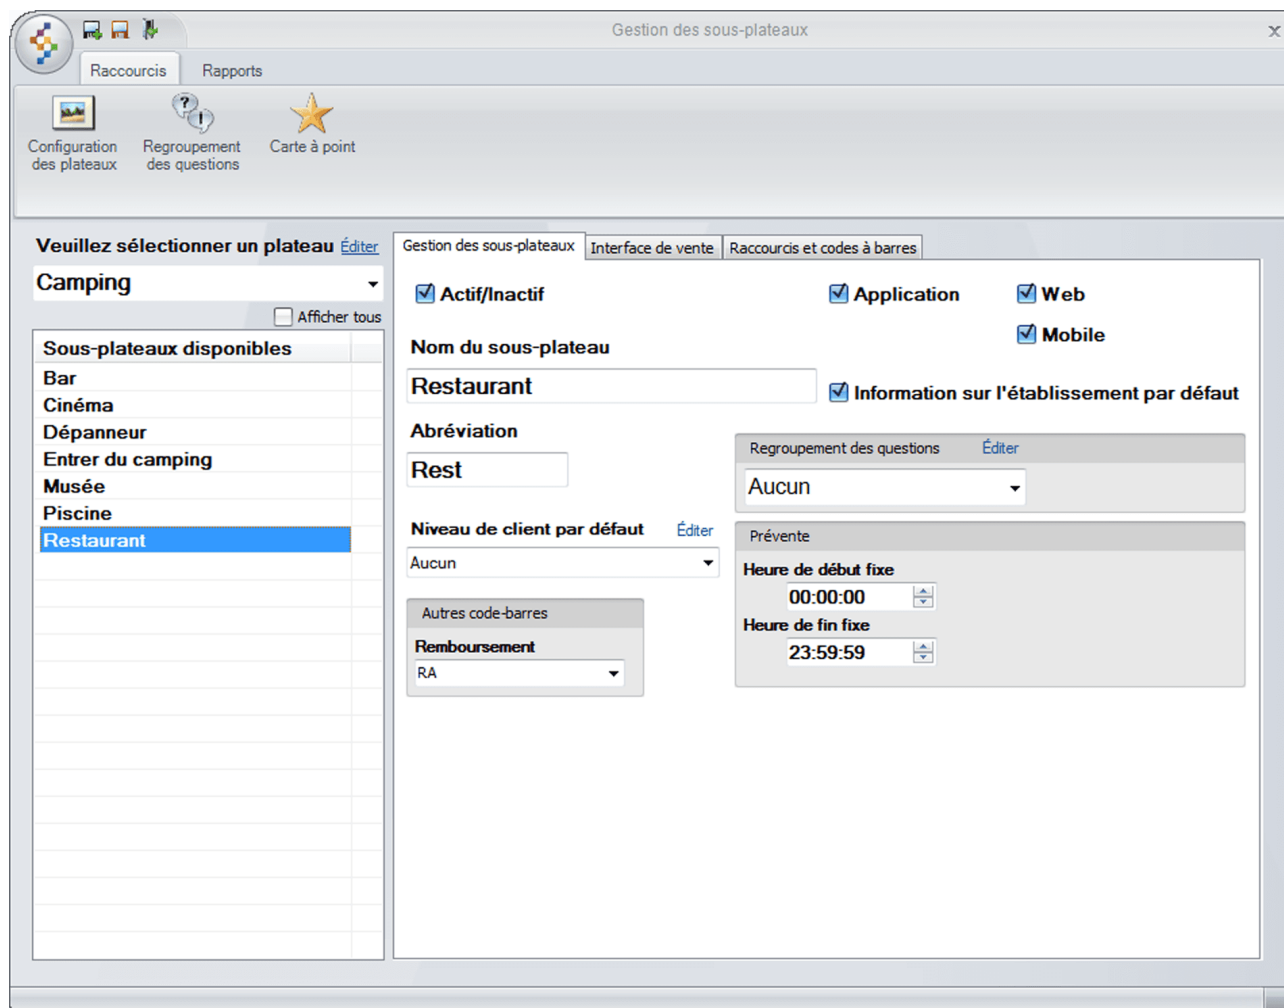 Gestion des sous-plateaux
x
Raccourcis
Rapports
Configuration
des plateaux
Regroupement
des questions
Carte à point
Veuillez sélectionner un plateau Éditer
Camping
Afficher tous
Sous-plateaux disponibles
Bar
Cinéma
Dépanneur
Entrer du camping
Musée
Piscine
Restaurant
Gestion des sous-plateaux
Interface de vente
Raccourcis et codes à barres
Actif/Inactif
Application
Web
Mobile
Nom du sous-plateau
Restaurant
Information sur l'établissement par défaut
Abréviation
Rest
Regroupement des questions Éditer
Aucun
Niveau de client par défaut Éditer
Aucun
Prévente
Heure de début fixe
00:00:00
Heure de fin fixe
23:59:59
Autres code-barres
Remboursement
RA